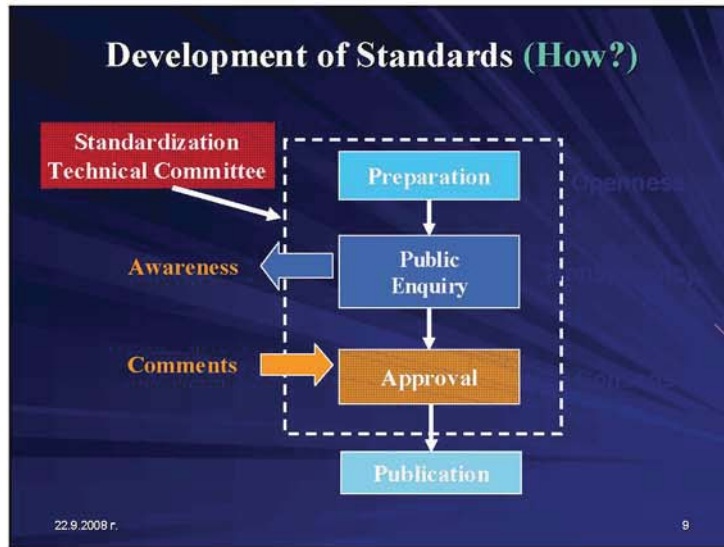 Development of Standards (How?)
Standardization
Technical Committee
Preparation
Openness
Awareness
Public
Enquiry
Comments
Approval
Publication
22.9.2008 г.
9